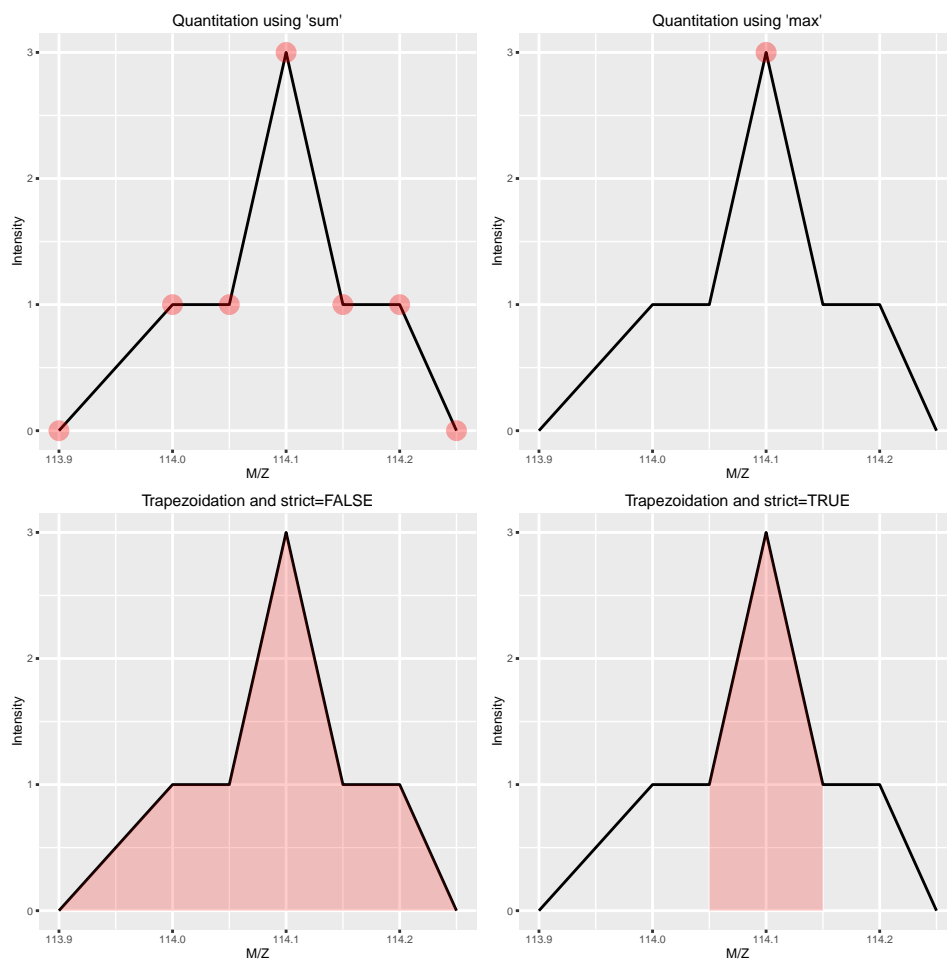 Quantitation using 'sum'
3
2
1
0
Intensity
113.9 114.0 114.1 114.2
M/Z
Quantitation using 'max'
3
2
1
0
Intensity
113.9 114.0 114.1 114.2
M/Z
Trapezoidation and strict=FALSE
3
2
1
0
Intensity
113.9 114.0 114.1 114.2
M/Z
Trapezoidation and strict=TRUE
3
2
1
0
Intensity
113.9 114.0 114.1 114.2
M/Z